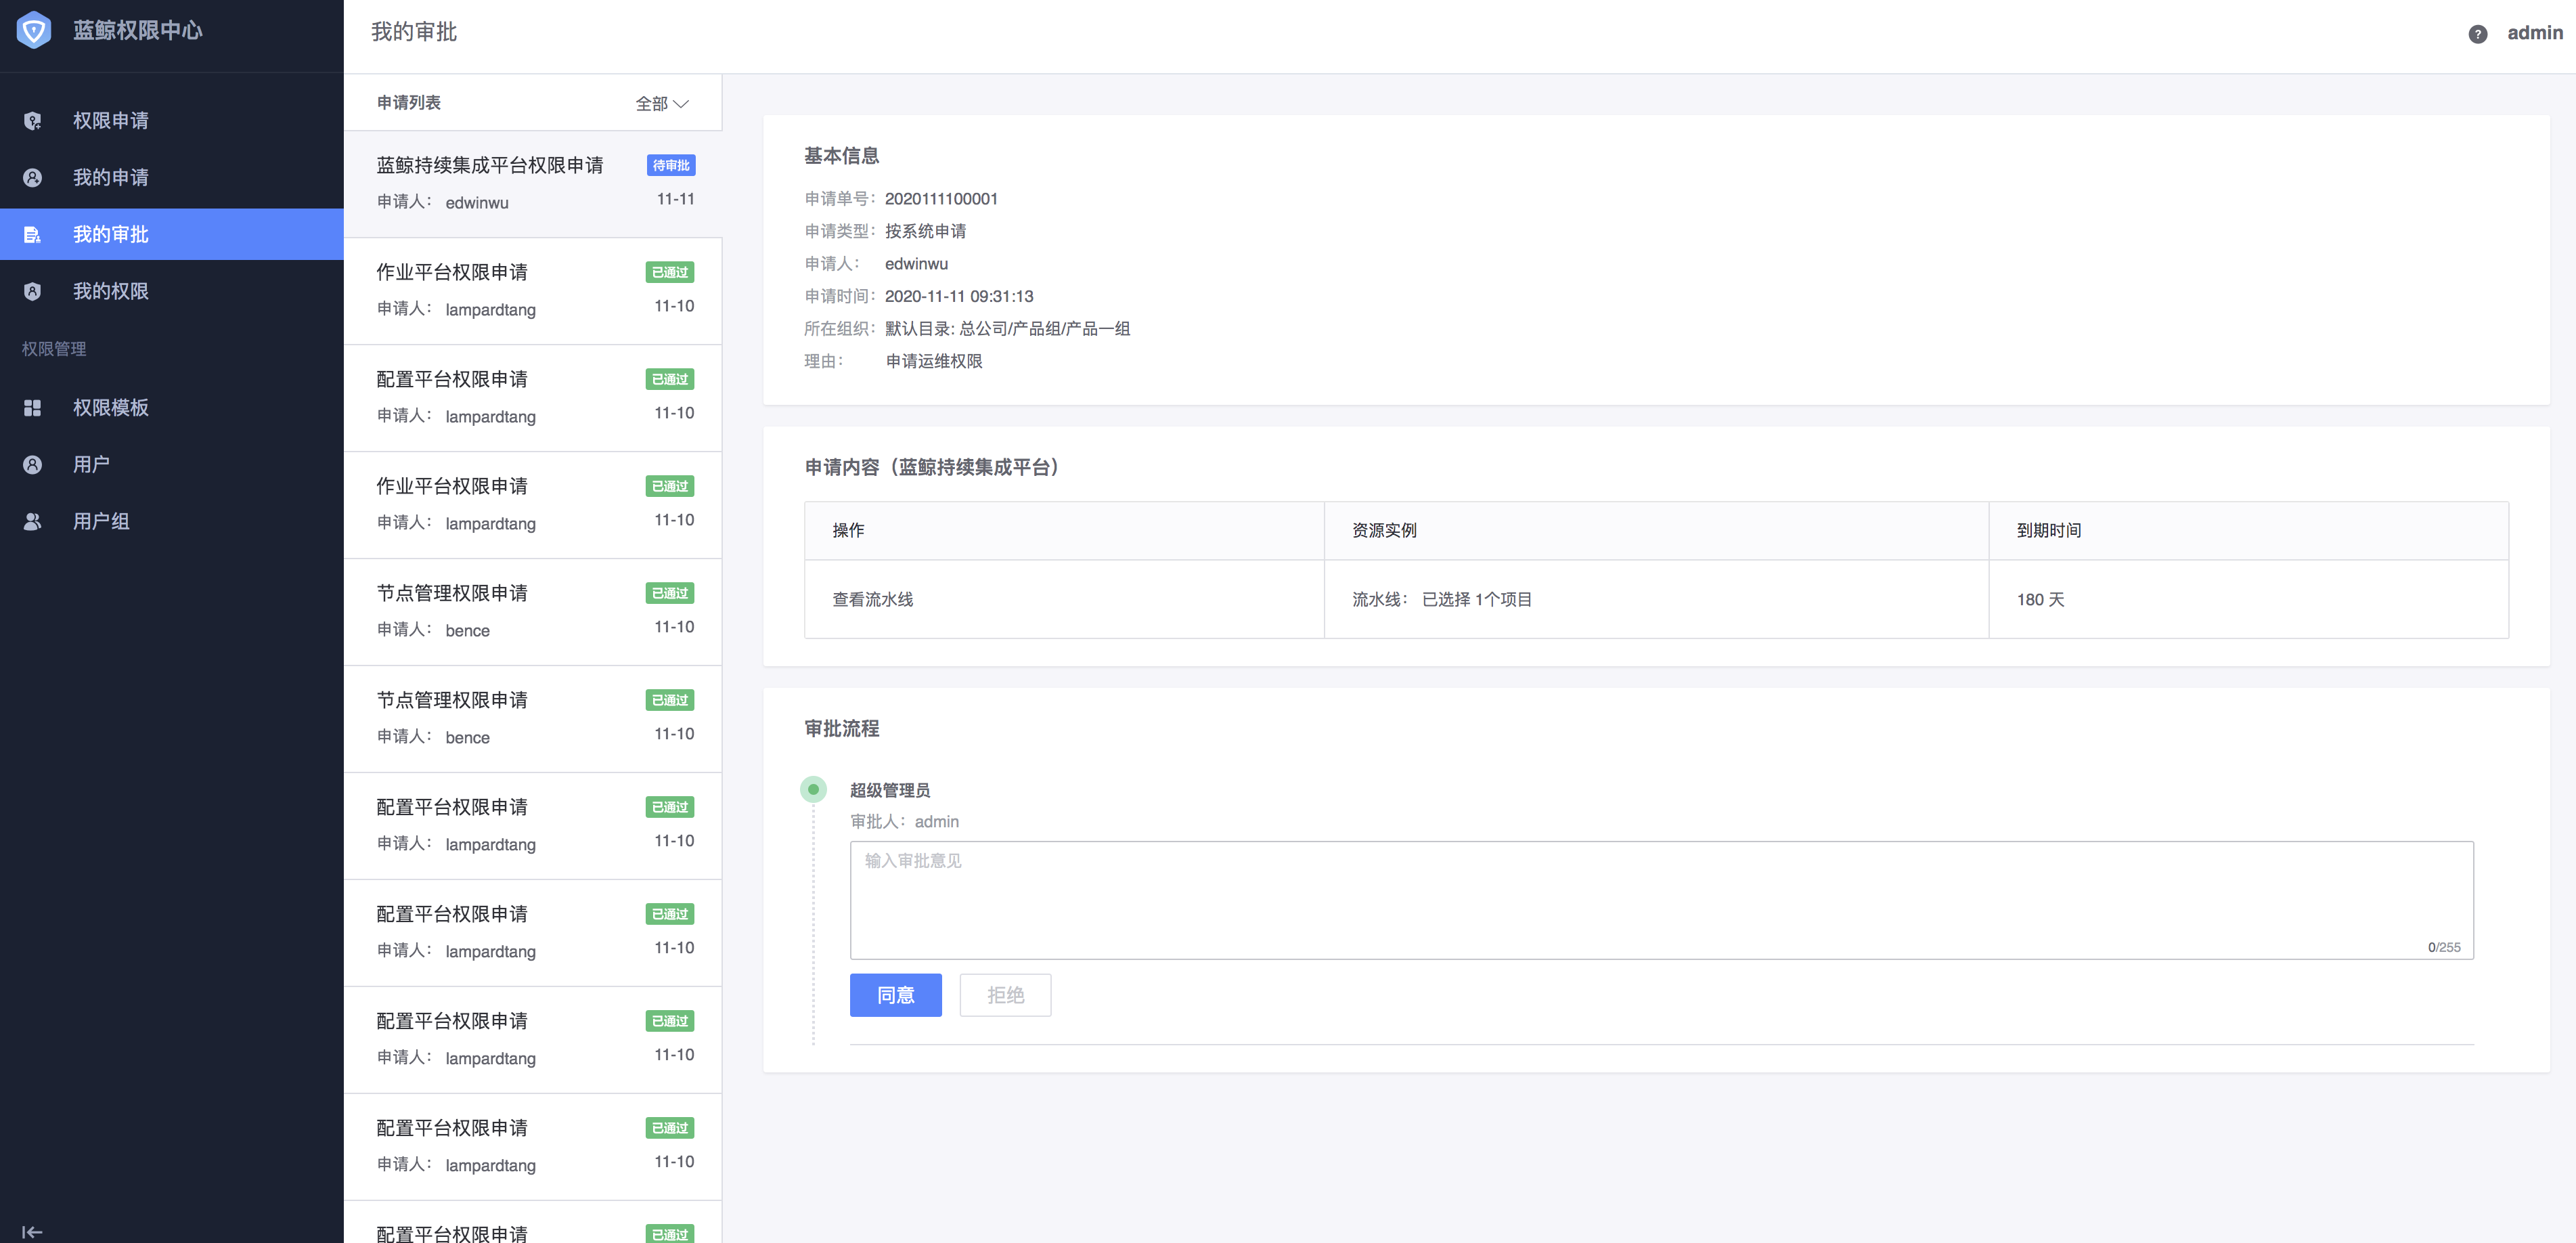 蓝鲸权限中心
权限申请
我的申请
我的审批
我的权限
权限管理
权限模板
用户
用户组
我的审批
? admin
申请列表 全部
蓝鲸持续集成平台权限申请 待审批
申请人： edwinwu 11-11
作业平台权限申请 已通过
申请人： lampardtang 11-10
配置平台权限申请 已通过
申请人： lampardtang 11-10
作业平台权限申请 已通过
申请人： lampardtang 11-10
节点管理权限申请 已通过
申请人： bence 11-10
节点管理权限申请 已通过
申请人： bence 11-10
配置平台权限申请 已通过
申请人： lampardtang 11-10
配置平台权限申请 已通过
申请人： lampardtang 11-10
配置平台权限申请 已通过
申请人： lampardtang 11-10
配置平台权限申请 已通过
申请人： lampardtang 11-10
配置平台权限申请 已通过
基本信息
申请单号： 2020111100001
申请类型： 按系统申请
申请人： edwinwu
申请时间： 2020-11-11 09:31:13
所在组织： 默认目录: 总公司/产品组/产品一组
理由： 申请运维权限
申请内容（蓝鲸持续集成平台）
操作 资源实例 到期时间
查看流水线 流水线： 已选择 1个项目 180 天
审批流程
超级管理员
审批人：admin
输入审批意见
0/255
同意 拒绝